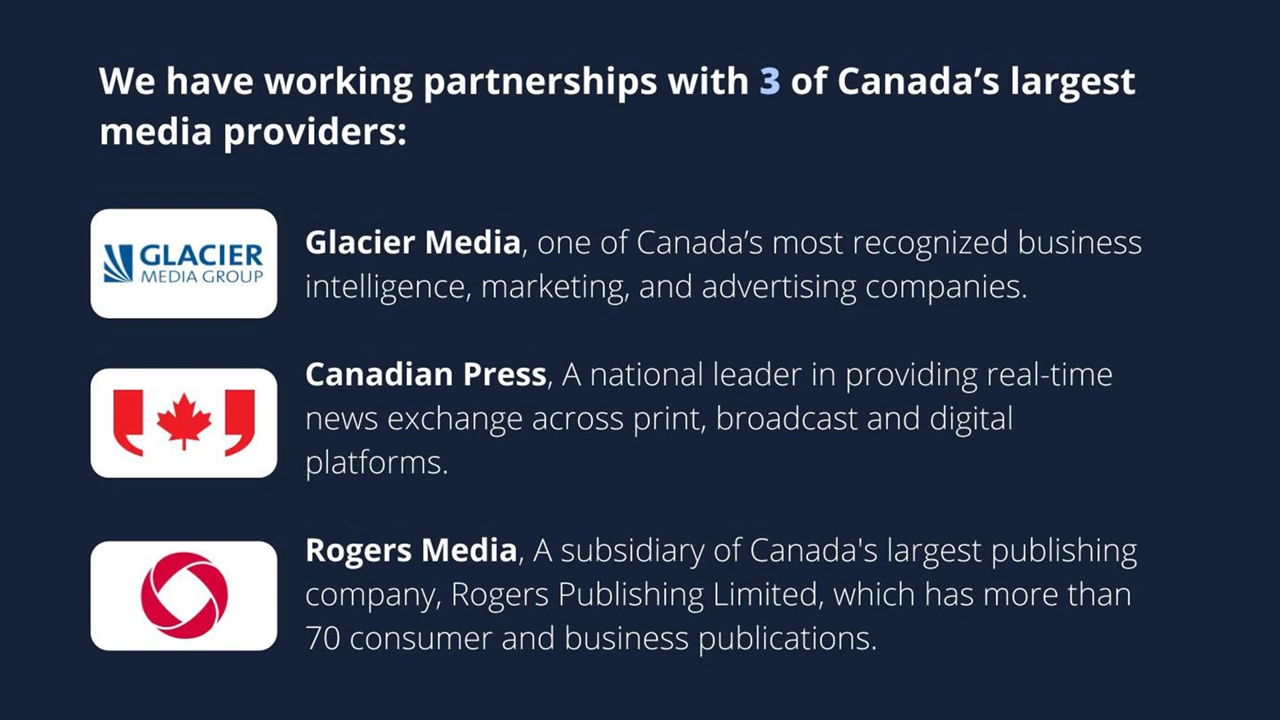 We have working partnerships with 3 of Canada’s largest
media providers:
GLACIER
MEDIA GROUP
Glacier Media, one of Canada’s most recognized business
intelligence, marketing, and advertising companies.
Canadian Press, A national leader in providing real-time
news exchange across print, broadcast and digital
platforms.
Rogers Media, A subsidiary of Canada's largest publishing
company, Rogers Publishing Limited, which has more than
70 consumer and business publications.